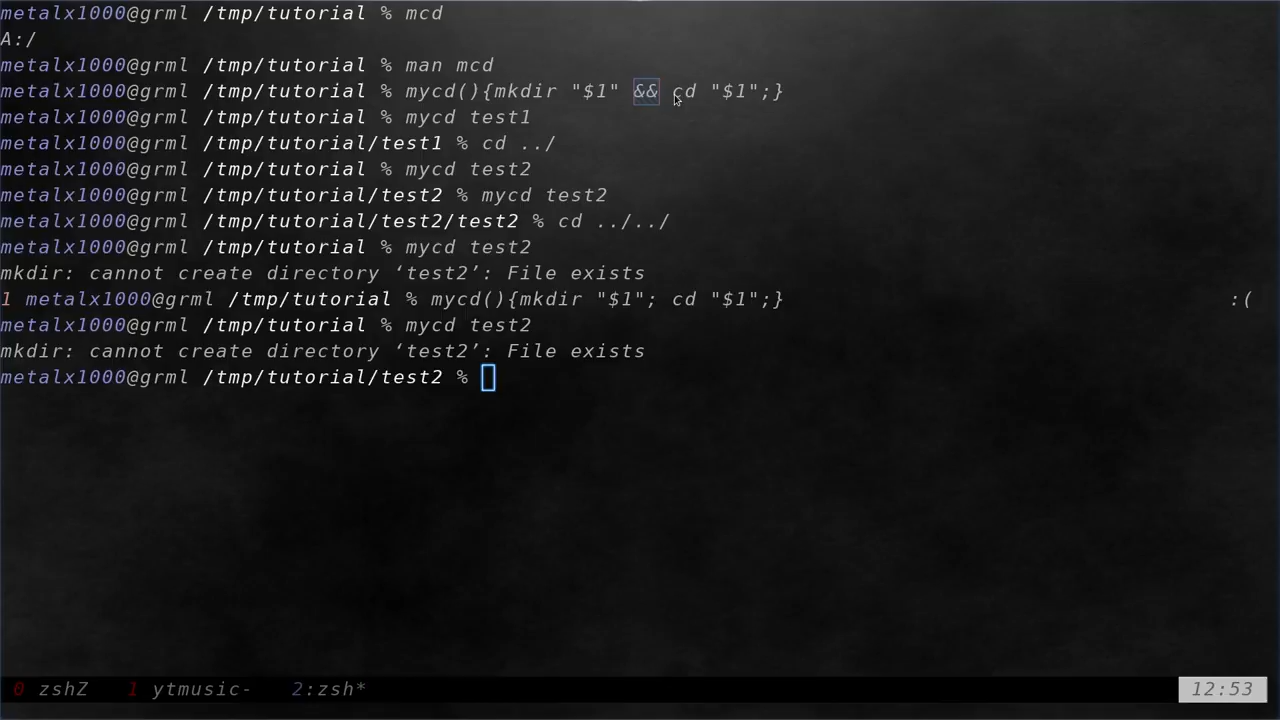 metalx1000@grml /tmp/tutorial % mcd
A:/
metalx1000@grml /tmp/tutorial % man mcd
metalx1000@grml /tmp/tutorial % mycd(){mkdir "$1" && cd "$1";}
metalx1000@grml /tmp/tutorial % mycd test1
metalx1000@grml /tmp/tutorial/test1 % cd ../
metalx1000@grml /tmp/tutorial % mycd test2
metalx1000@grml /tmp/tutorial/test2 % mycd test2
metalx1000@grml /tmp/tutorial/test2/test2 % cd ../../
metalx1000@grml /tmp/tutorial % mycd test2
mkdir: cannot create directory ‘test2’: File exists
1 metalx1000@grml /tmp/tutorial % mycd(){mkdir "$1"; cd "$1";} :(
metalx1000@grml /tmp/tutorial % mycd test2
mkdir: cannot create directory ‘test2’: File exists
metalx1000@grml /tmp/tutorial/test2 %
0 zshZ 1 ytmusic- 2:zsh* 12:53